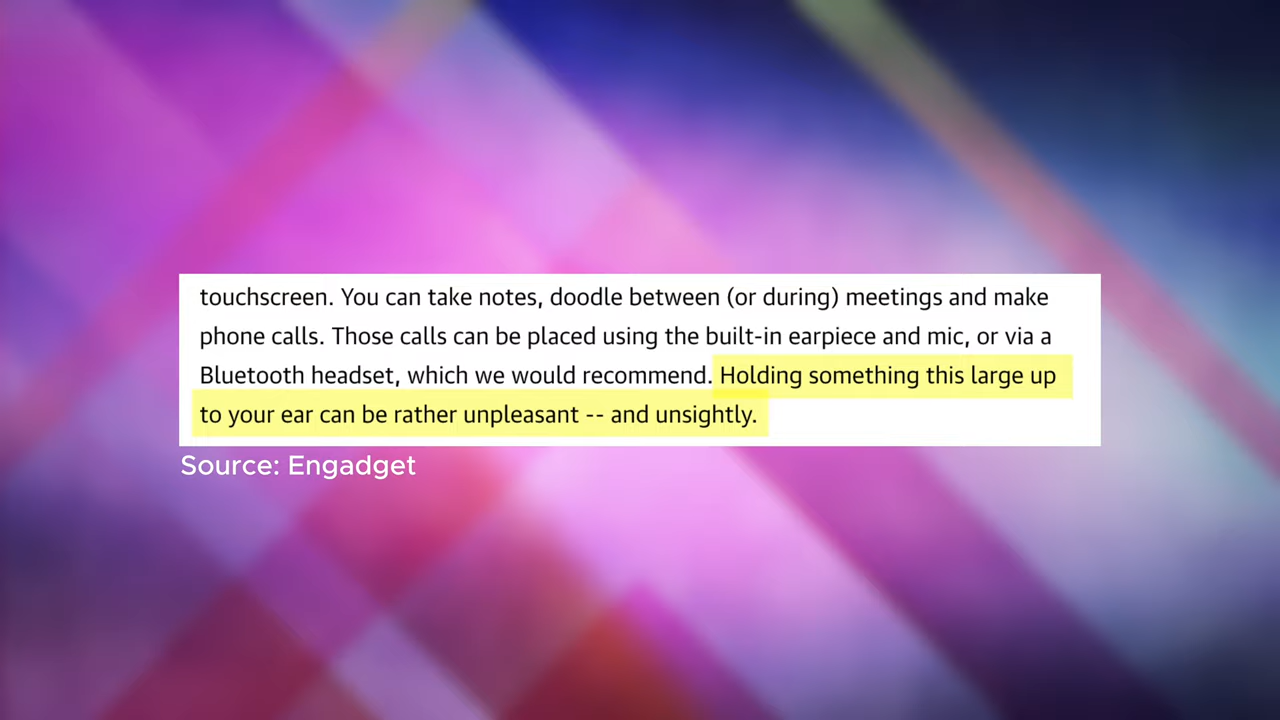 touchscreen. You can take notes, doodle between (or during) meetings and make
phone calls. Those calls can be placed using the built-in earpiece and mic, or via a
Bluetooth headset, which we would recommend. Holding something this large up
to your ear can be rather unpleasant -- and unsightly.
Source: Engadget